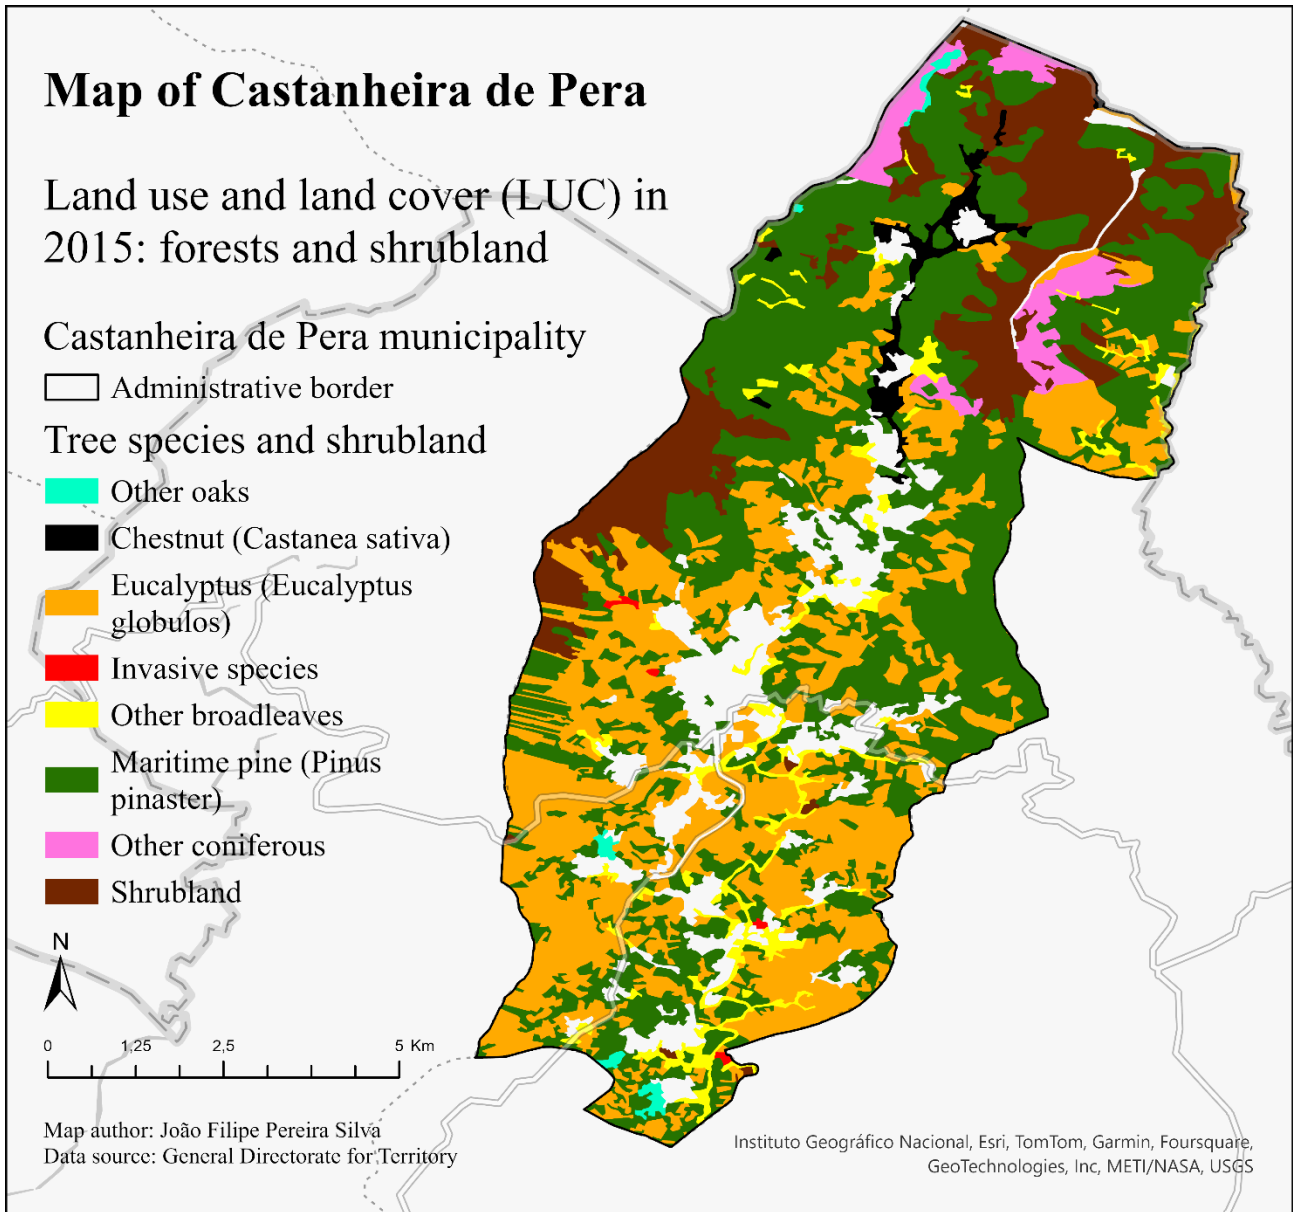 Map of Castanheira de Pera
Land use and land cover (LUC) in
2015: forests and shrubland
Castanheira de Pera municipality
Administrative border
Tree species and shrubland
Other oaks
Chestnut (Castanea sativa)
Eucalyptus (Eucalyptus
globulos)
Invasive species
Other broadleaves
Maritime pine (Pinus
pinaster)
Other coniferous
Shrubland
N
0 1,25 2,5 5 Km
Map author: João Filipe Pereira Silva
Data source: General Directorate for Territory
Instituto Geográfico Nacional, Esri, TomTom, Garmin, Foursquare,
GeoTechnologies, Inc, METI/NASA, USGS